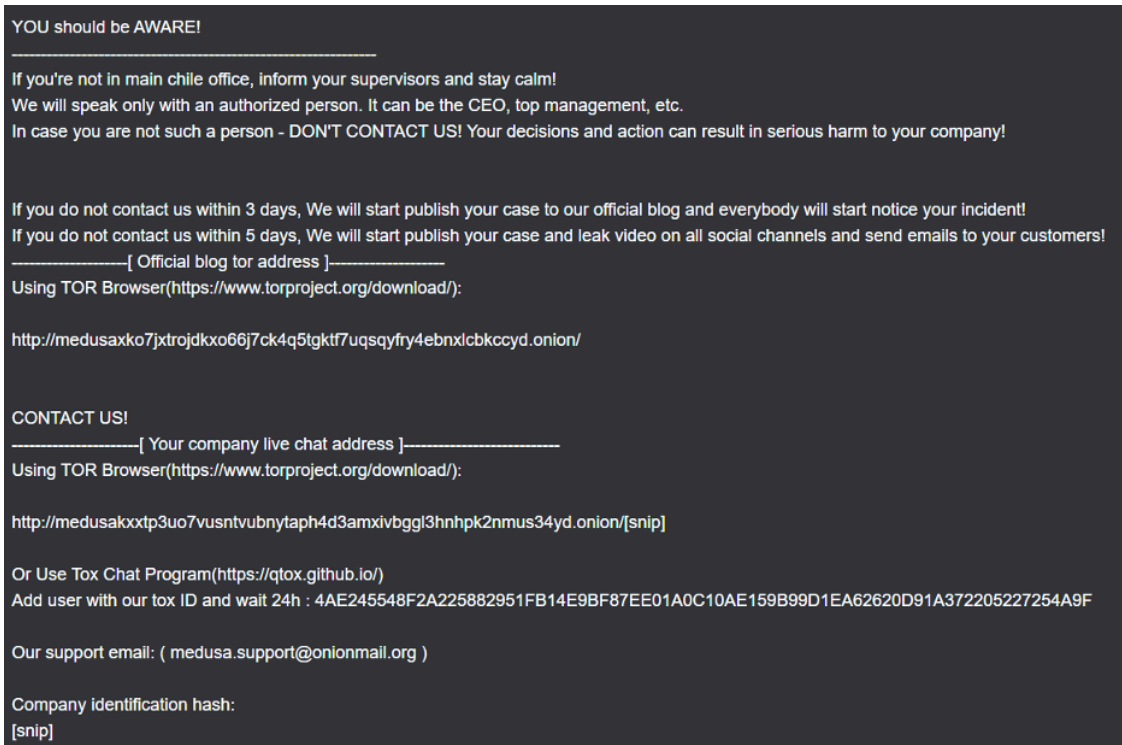 YOU should be AWARE!
---------------------------------------------------------------
If you're not in main chile office, inform your supervisors and stay calm!
We will speak only with an authorized person. It can be the CEO, top management, etc.
In case you are not such a person - DON'T CONTACT US! Your decisions and action can result in serious harm to your company!
If you do not contact us within 3 days, We will start publish your case to our official blog and everybody will start notice your incident!
If you do not contact us within 5 days, We will start publish your case and leak video on all social channels and send emails to your customers!
--------------------[ Official blog tor address ]--------------------
Using TOR Browser(https://www.torproject.org/download/):
http://medusaxko7jxtrojdkxo66j7ck4q5tgktf7uqsqyfry4ebnxlcbkccyd.onion/
CONTACT US!
----------------------[ Your company live chat address ]---------------------------
Using TOR Browser(https://www.torproject.org/download/):
http://medusakxxtp3uo7vusntvubnytaph4d3amxivbggl3hnhpk2nmus34yd.onion/[snip]
Or Use Tox Chat Program(https://qtox.github.io/)
Add user with our tox ID and wait 24h : 4AE245548F2A225882951FB14E9BF87EE01A0C10AE159B99D1EA62620D91A372205227254A9F
Our support email: ( medusa.support@onionmail.org )
Company identification hash:
[snip]